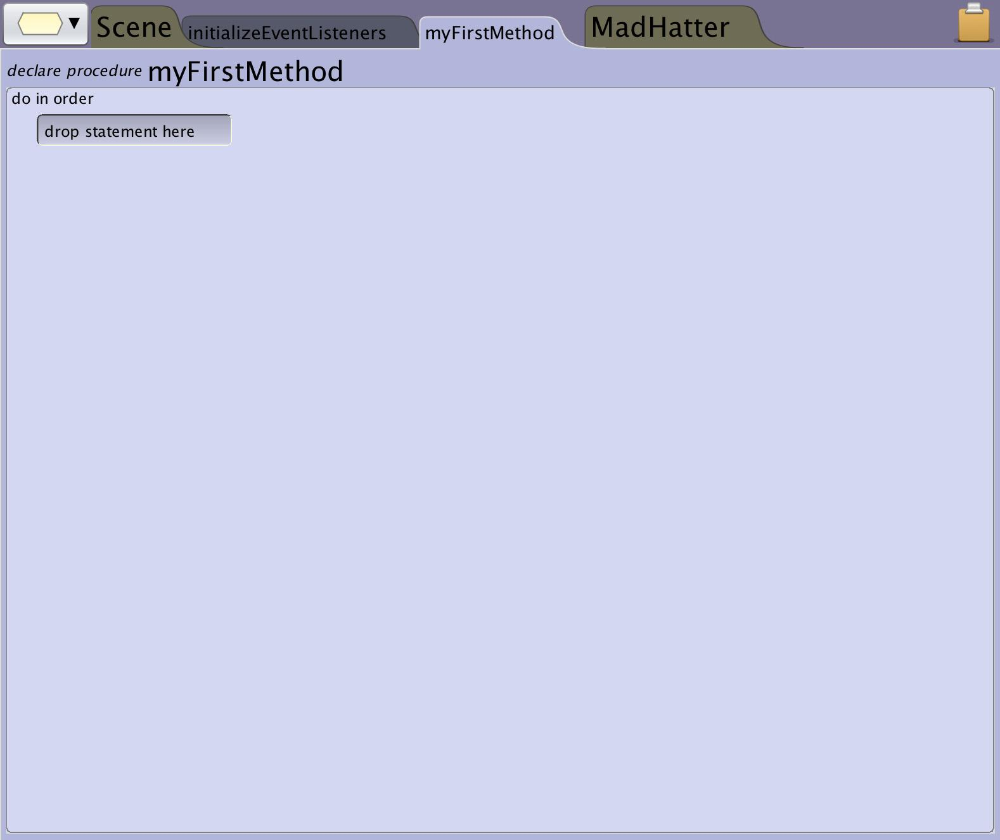 Scene initializeEventListeners myFirstMethod MadHatter
declare procedure myFirstMethod
do in order
drop statement here